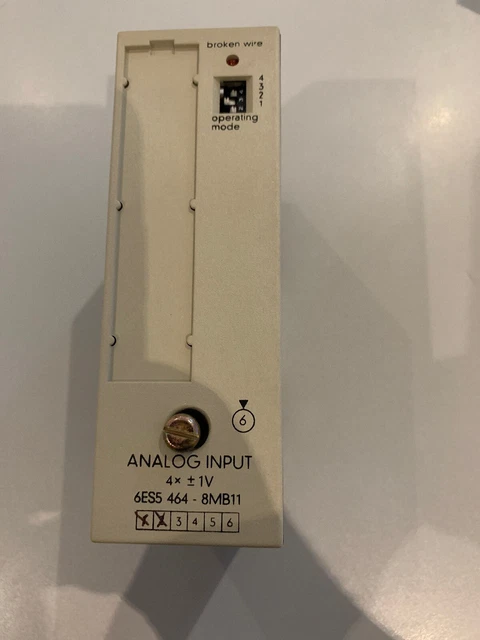 broken wire
4
3
2
1
operating
mode
6
ANALOG INPUT
4x ± 1V
6ES5 464 - 8MB11
3 4 5 6